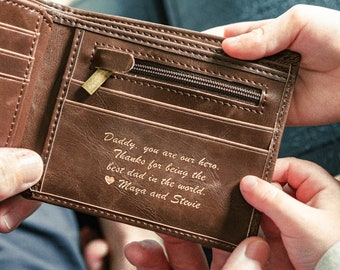 Daddy, you are our hero.
Thanks for being the
best dad in the world.
Maya and Stevie